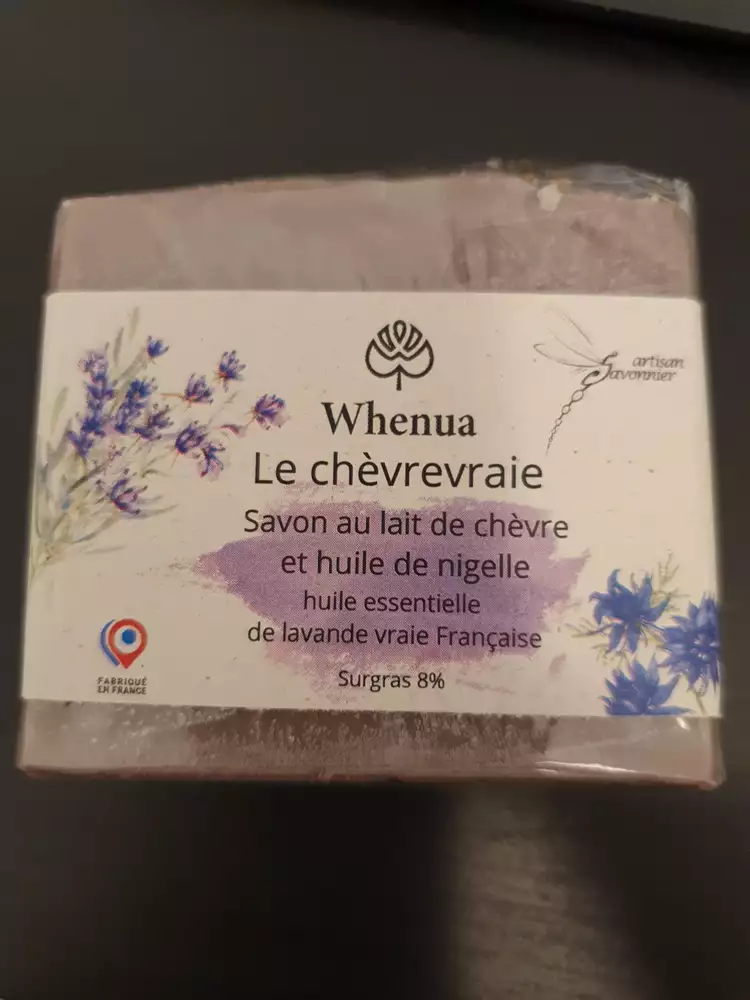 artisan
Savonnier
Whenua
Le chèvrevraie
Savon au lait de chèvre
et huile de nigelle
huile essentielle
de lavande vraie Française
Surgras 8%
FABRIQUÉ
EN FRANCE